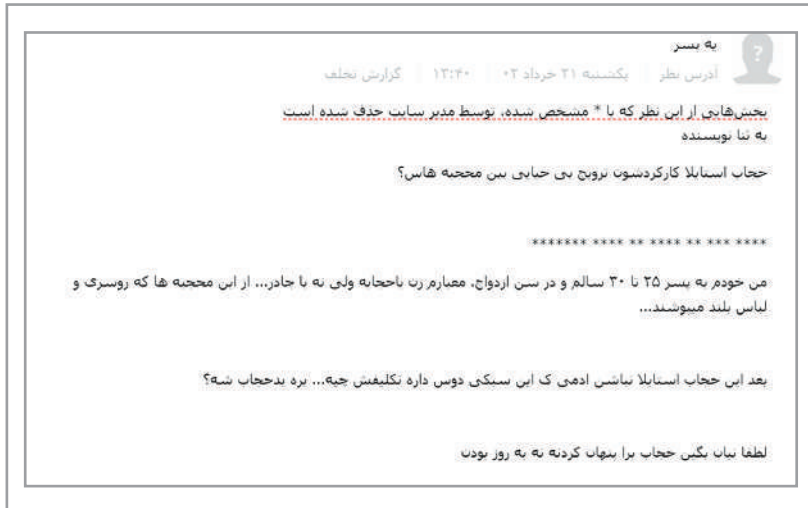 یه پسر
آدرس نظر یکشنبه ۲۱ خرداد ۰۲ ۱۳:۴۰ گزارش تخلف
بخش‌هایی از این نظر که با * مشخص شده، توسط مدیر سایت حذف شده است
به ثنا نویسنده
حجاب استایلا کارکردشون ترویج بی حیایی بین محجبه هاس؟
**** *** ** **** ** **** *******
من خودم یه پسر ۲۵ تا ۳۰ سالم و در سن ازدواج، معیارم زن باحجابه ولی نه با چادر... از این محجبه ها که روسری و
لباس بلند میپوشند...
بعد این حجاب استایلا نباشن ادمی ک این سبکی دوس داره تکلیفش چیه... بره بدحجاب شه؟
لطفا نیان بگین حجاب برا پنهان کردنه نه به روز بودن